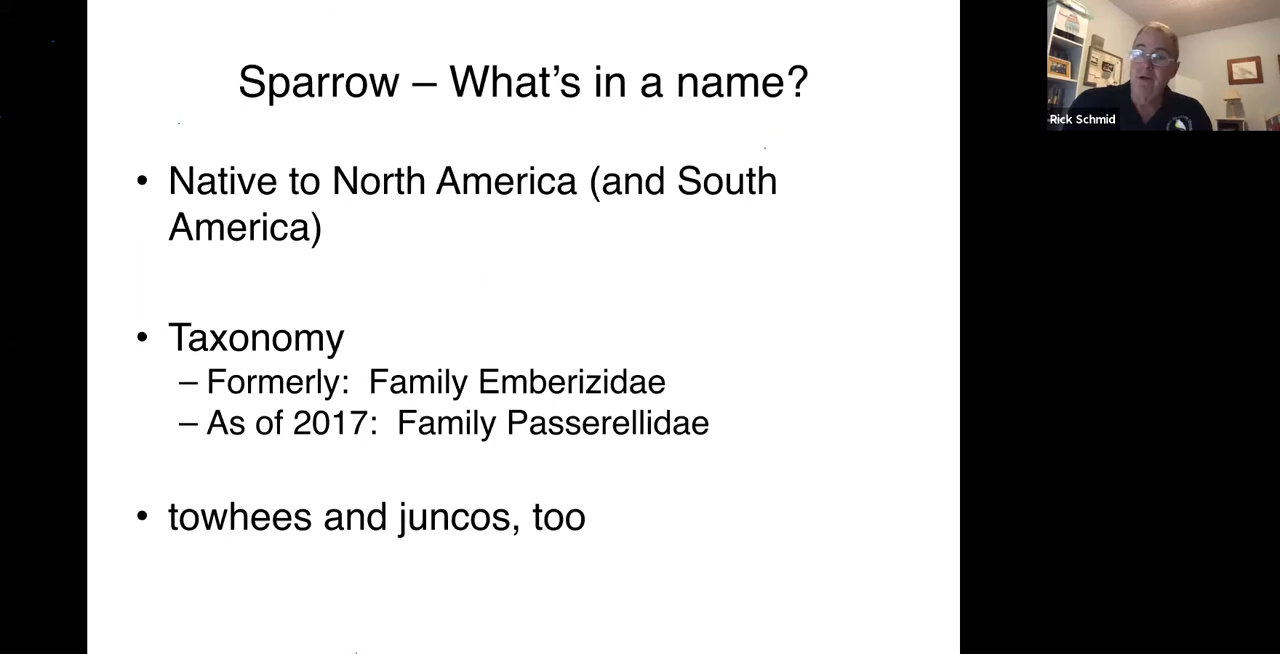 Sparrow – What’s in a name?
• Native to North America (and South
America)
• Taxonomy
– Formerly:  Family Emberizidae
– As of 2017:  Family Passerellidae
• towhees and juncos, too
Rick Schmid